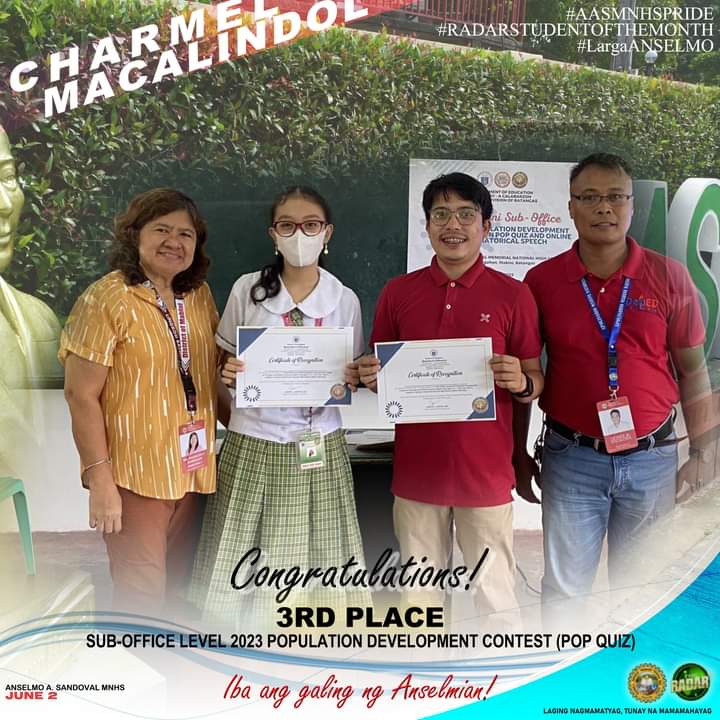 CHARMEL
MACALINDOL
#AASMNHSPRIDE
#RADARSTUDENTOFTHEMONTH
#LargaANSELMO
Sub-Office
POPULATION DEVELOPMENT
POP QUIZ AND ONLINE
ORATORICAL SPEECH
Certificate of Recognition
Certificate of Recognition
Congratulations!
3RD PLACE
SUB-OFFICE LEVEL 2023 POPULATION DEVELOPMENT CONTEST (POP QUIZ)
ANSELMO A. SANDOVAL MNHS
JUNE 2
Iba ang galing ng Anselmian!
RADAR
LAGING NAGMAMATYAG, TUNAY NA MAMAMAHAYAG